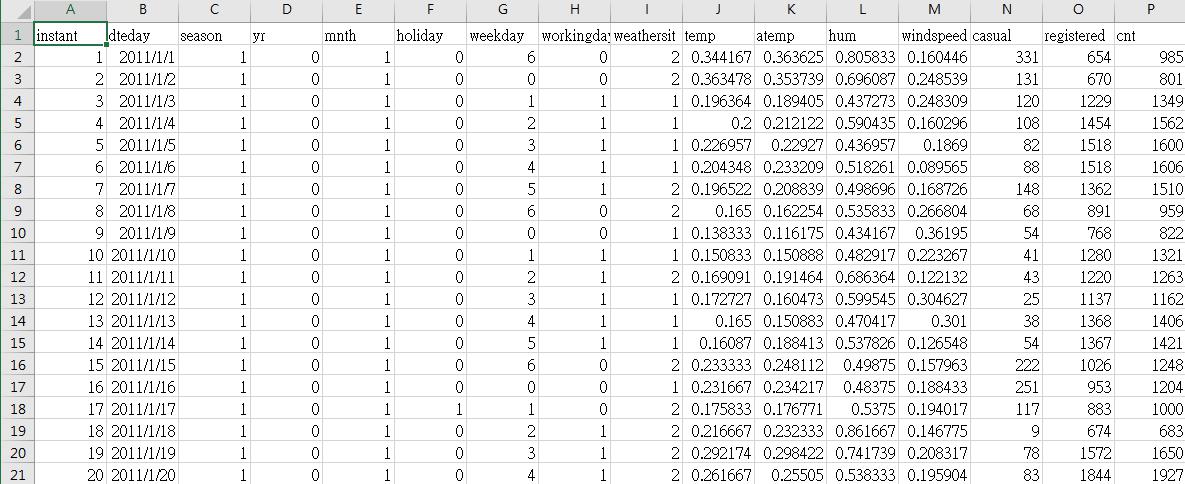 A B C D E F G H I J K L M N O P
1 instant dteday season yr mnth holiday weekday workingday weathersit temp atemp hum windspeed casual registered cnt
2 1 2011/1/1 1 0 1 0 6 0 2 0.344167 0.363625 0.805833 0.160446 331 654 985
3 2 2011/1/2 1 0 1 0 0 0 2 0.363478 0.353739 0.696087 0.248539 131 670 801
4 3 2011/1/3 1 0 1 0 1 1 1 0.196364 0.189405 0.437273 0.248309 120 1229 1349
5 4 2011/1/4 1 0 1 0 2 1 1 0.2 0.212122 0.590435 0.160296 108 1454 1562
6 5 2011/1/5 1 0 1 0 3 1 1 0.226957 0.22927 0.436957 0.1869 82 1518 1600
7 6 2011/1/6 1 0 1 0 4 1 1 0.204348 0.233209 0.518261 0.089565 88 1518 1606
8 7 2011/1/7 1 0 1 0 5 1 2 0.196522 0.208839 0.498696 0.168726 148 1362 1510
9 8 2011/1/8 1 0 1 0 6 0 2 0.165 0.162254 0.535833 0.266804 68 891 959
10 9 2011/1/9 1 0 1 0 0 0 1 0.138333 0.116175 0.434167 0.36195 54 768 822
11 10 2011/1/10 1 0 1 0 1 1 1 0.150833 0.150888 0.482917 0.223267 41 1280 1321
12 11 2011/1/11 1 0 1 0 2 1 2 0.169091 0.191464 0.686364 0.122132 43 1220 1263
13 12 2011/1/12 1 0 1 0 3 1 1 0.172727 0.160473 0.599545 0.304627 25 1137 1162
14 13 2011/1/13 1 0 1 0 4 1 1 0.165 0.150883 0.470417 0.301 38 1368 1406
15 14 2011/1/14 1 0 1 0 5 1 1 0.16087 0.188413 0.537826 0.126548 54 1367 1421
16 15 2011/1/15 1 0 1 0 6 0 2 0.233333 0.248112 0.49875 0.157963 222 1026 1248
17 16 2011/1/16 1 0 1 0 0 0 1 0.231667 0.234217 0.48375 0.188433 251 953 1204
18 17 2011/1/17 1 0 1 1 1 0 2 0.175833 0.176771 0.5375 0.194017 117 883 1000
19 18 2011/1/18 1 0 1 0 2 1 2 0.216667 0.232333 0.861667 0.146775 9 674 683
20 19 2011/1/19 1 0 1 0 3 1 2 0.292174 0.298422 0.741739 0.208317 78 1572 1650
21 20 2011/1/20 1 0 1 0 4 1 2 0.261667 0.25505 0.538333 0.195904 83 1844 1927